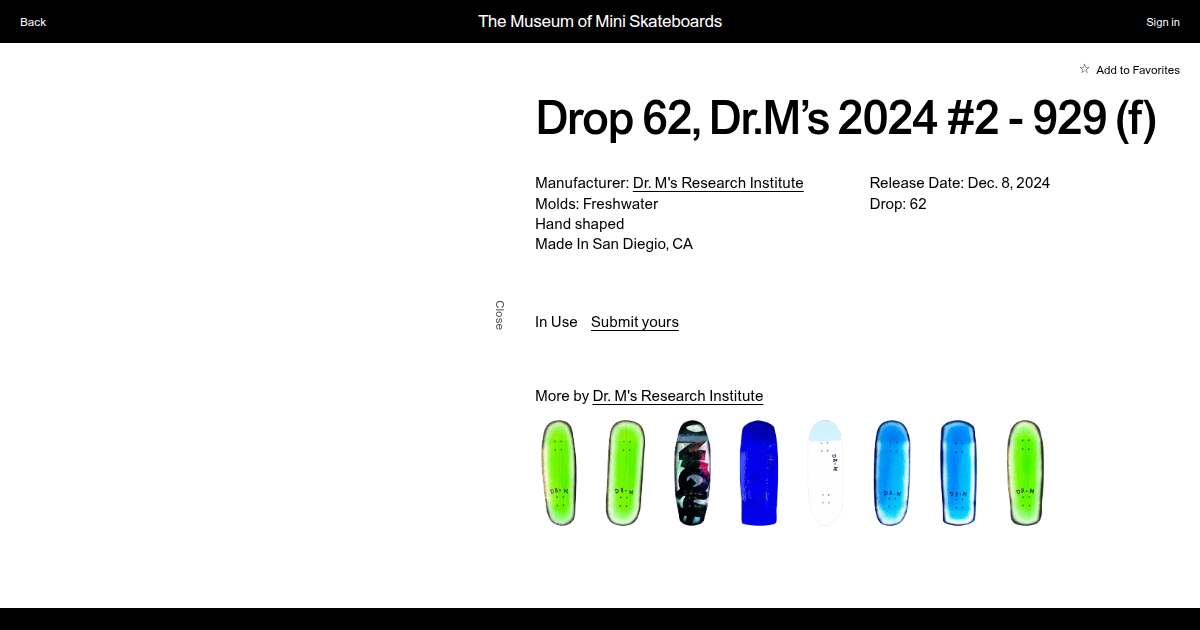 Back
The Museum of Mini Skateboards
Sign in
☆ Add to Favorites
Drop 62, Dr.M’s 2024 #2 - 929 (f)
Manufacturer: Dr. M's Research Institute
Molds: Freshwater
Hand shaped
Made In San Diegio, CA
Release Date: Dec. 8, 2024
Drop: 62
Close
In Use Submit yours
More by Dr. M's Research Institute